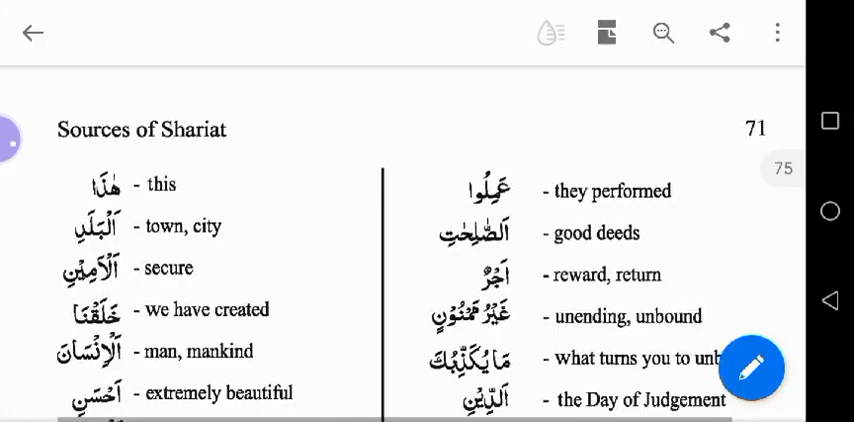 Sources of Shariat 71
75
هٰذَا - this
اَلْبَلَدِ - town, city
اَلْاَمِيْنِ - secure
خَلَقْنَا - we have created
اَلْاِنْسَانَ - man, mankind
اَحْسَنِ - extremely beautiful
عَمِلُوا - they performed
اَلصّٰلِحٰتِ - good deeds
اَجْرٌ - reward, return
غَيْرُ مَمْنُوْنٍ - unending, unbound
مَا يُكَذِّبُكَ - what turns you to unb
اَلدِّيْنِ - the Day of Judgement